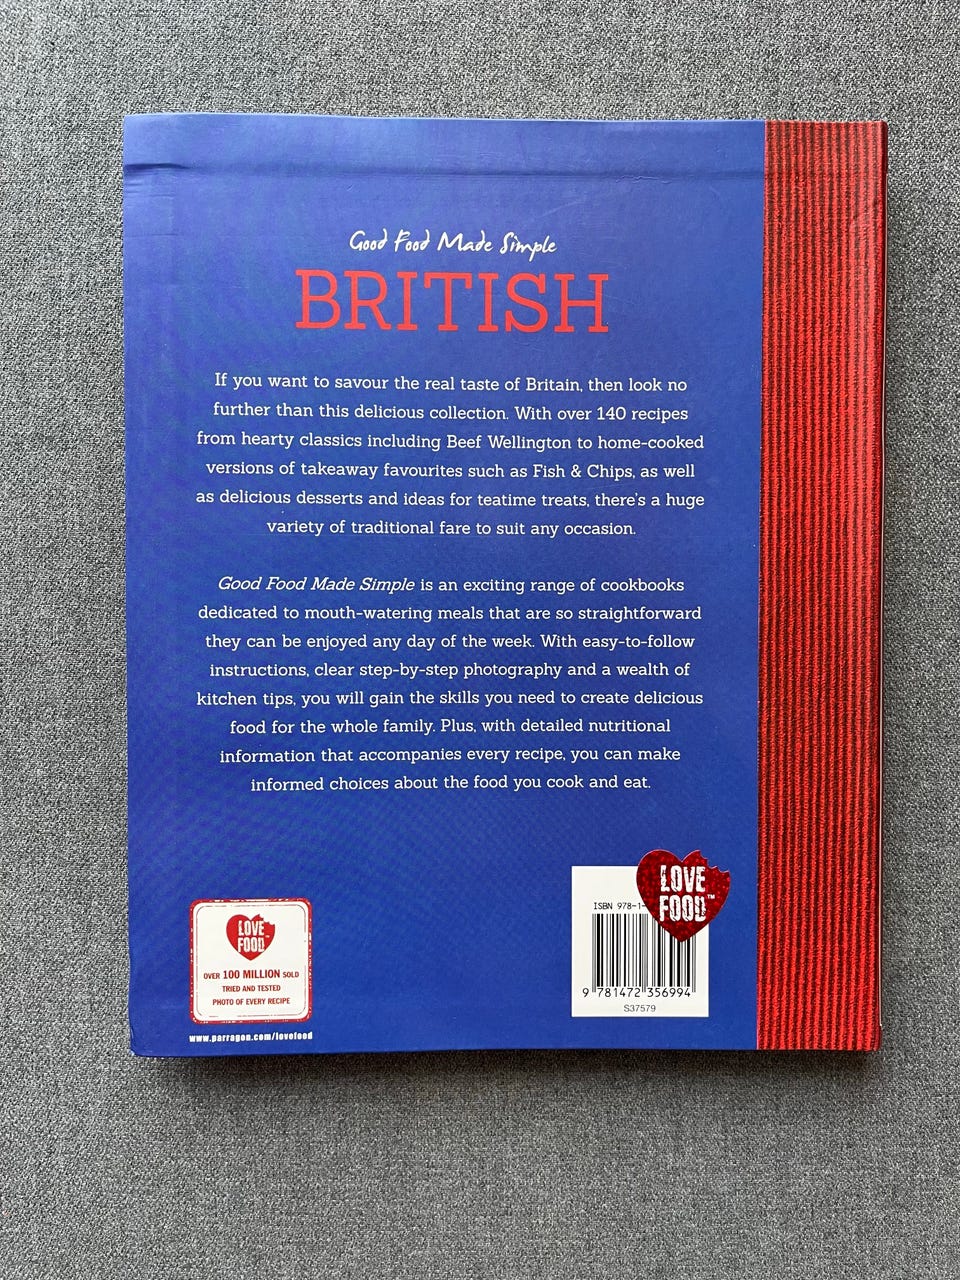 Good Food Made Simple
BRITISH
If you want to savour the real taste of Britain, then look no
further than this delicious collection. With over 140 recipes
from hearty classics including Beef Wellington to home-cooked
versions of takeaway favourites such as Fish & Chips, as well
as delicious desserts and ideas for teatime treats, there's a huge
variety of traditional fare to suit any occasion.
Good Food Made Simple is an exciting range of cookbooks
dedicated to mouth-watering meals that are so straightforward
they can be enjoyed any day of the week. With easy-to-follow
instructions, clear step-by-step photography and a wealth of
kitchen tips, you will gain the skills you need to create delicious
food for the whole family. Plus, with detailed nutritional
information that accompanies every recipe, you can make
informed choices about the food you cook and eat.
LOVE
FOOD™
OVER 100 MILLION SOLD
TRIED AND TESTED
PHOTO OF EVERY RECIPE
www.parragon.com/lovefood
LOVE
FOOD™
ISBN 978-1-
9 781472 356994
S37579